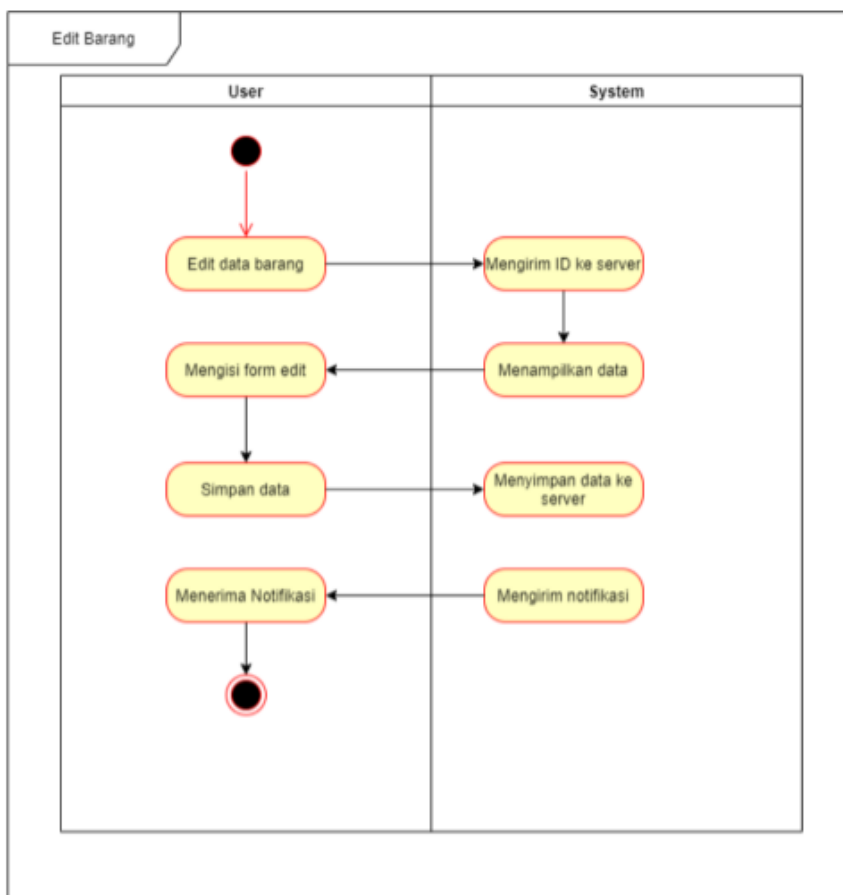 Edit Barang
User
System
Edit data barang
Mengirim ID ke server
Mengisi form edit
Menampilkan data
Simpan data
Menyimpan data ke
server
Menerima Notifikasi
Mengirim notifikasi